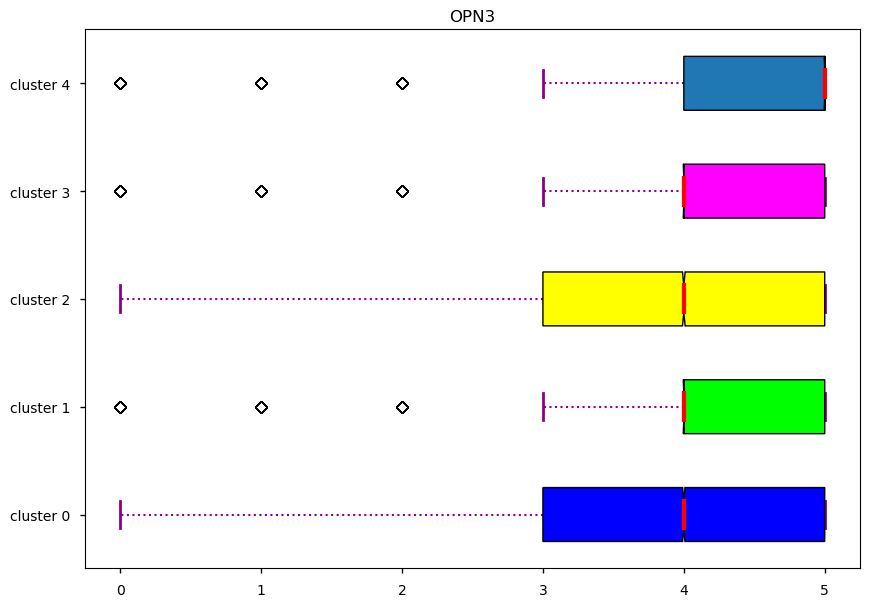 OPN3
cluster 4
cluster 3
cluster 2
cluster 1
cluster 0
0 1 2 3 4 5